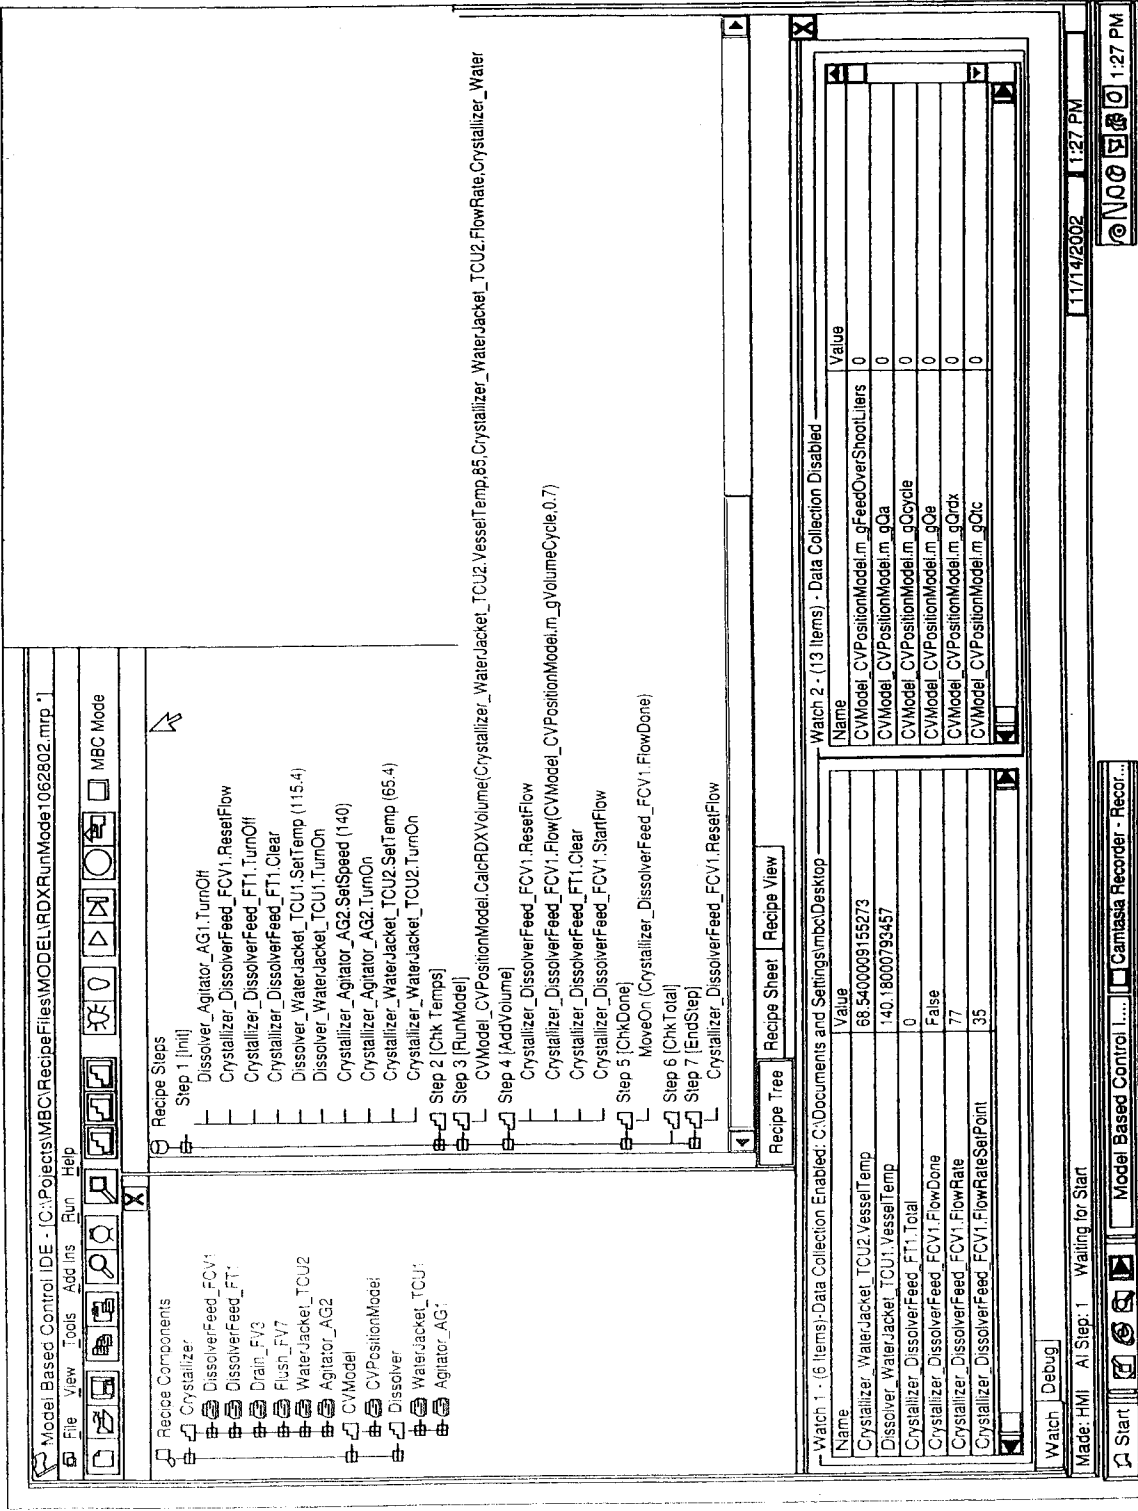 Model Based Control IDE - [C:\Pojects\MBC\RecipeFiles\MODEL\RDXRunMode1062802.mrp *]
File View Tools Add Ins Run Help
MBC Mode
Recipe Components
Crystallizer
DissolverFeed_FCV1
DissolverFeed_FT1
Drain_FV3
Flush_FV7
WaterJacket_TCU2
Agitator_AG2
CVModel
CVPositionModel
Dissolver
WaterJacket_TCU1
Agitator_AG1
Recipe Steps
Step 1 [Init]
Dissolver_Agitator_AG1.TurnOff
Crystallizer_DissolverFeed_FCV1.ResetFlow
Crystallizer_DissolverFeed_FT1.TurnOff
Crystallizer_DissolverFeed_FT1.Clear
Dissolver_WaterJacket_TCU1.SetTemp (115.4)
Dissolver_WaterJacket_TCU1.TurnOn
Crystallizer_Agitator_AG2.SetSpeed (140)
Crystallizer_Agitator_AG2.TurnOn
Crystallizer_WaterJacket_TCU2.SetTemp (65.4)
Crystallizer_WaterJacket_TCU2.TurnOn
Step 2 [Chk Temps]
Step 3 [RunModel]
CVModel_CVPositionModel.CalcRDXVolume(Crystallizer_WaterJacket_TCU2.VesselTemp,85,Crystallizer_WaterJacket_TCU2.FlowRate,Crystallizer_Water
Step 4 [AddVolume]
Crystallizer_DissolverFeed_FCV1.ResetFlow
Crystallizer_DissolverFeed_FCV1.Flow(CVModel_CVPositionModel.m_gVolumeCycle,0.7)
Crystallizer_DissolverFeed_FT1.Clear
Crystallizer_DissolverFeed_FCV1.StartFlow
Step 5 [ChkDone]
MoveOn (Crystallizer_DissolverFeed_FCV1.FlowDone)
Step 6 [ChkTotal]
Step 7 [EndStep]
Crystallizer_DissolverFeed_FCV1.ResetFlow
Recipe Tree Recipe Sheet Recipe View
Watch 1 - (6 Items)-Data Collection Enabled: C:\Documents and Settings\mbc\Desktop
Name Value
Crystallizer_WaterJacket_TCU2.VesselTemp 68.540009155273
Dissolver_WaterJacket_TCU1.VesselTemp 140.18000793457
Crystallizer_DissolverFeed_FT1.Total 0
Crystallizer_DissolverFeed_FCV1.FlowDone False
Crystallizer_DissolverFeed_FCV1.FlowRate 77
Crystallizer_DissolverFeed_FCV1.FlowRateSetPoint 35
Watch 2 - (13 Items) - Data Collection Disabled
Name Value
CVModel_CVPositionModel.m_gFeedOverShootLiters 0
CVModel_CVPositionModel.m_gQa 0
CVModel_CVPositionModel.m_gQcycle 0
CVModel_CVPositionModel.m_gQe 0
CVModel_CVPositionModel.m_gQrdx 0
CVModel_CVPositionModel.m_gQtc 0
Watch Debug
Made: HMI Al Step: 1 Waiting for Start 11/14/2002 1:27 PM
Start Model Based Control I.... Camtasia Recorder - Recor... 1:27 PM